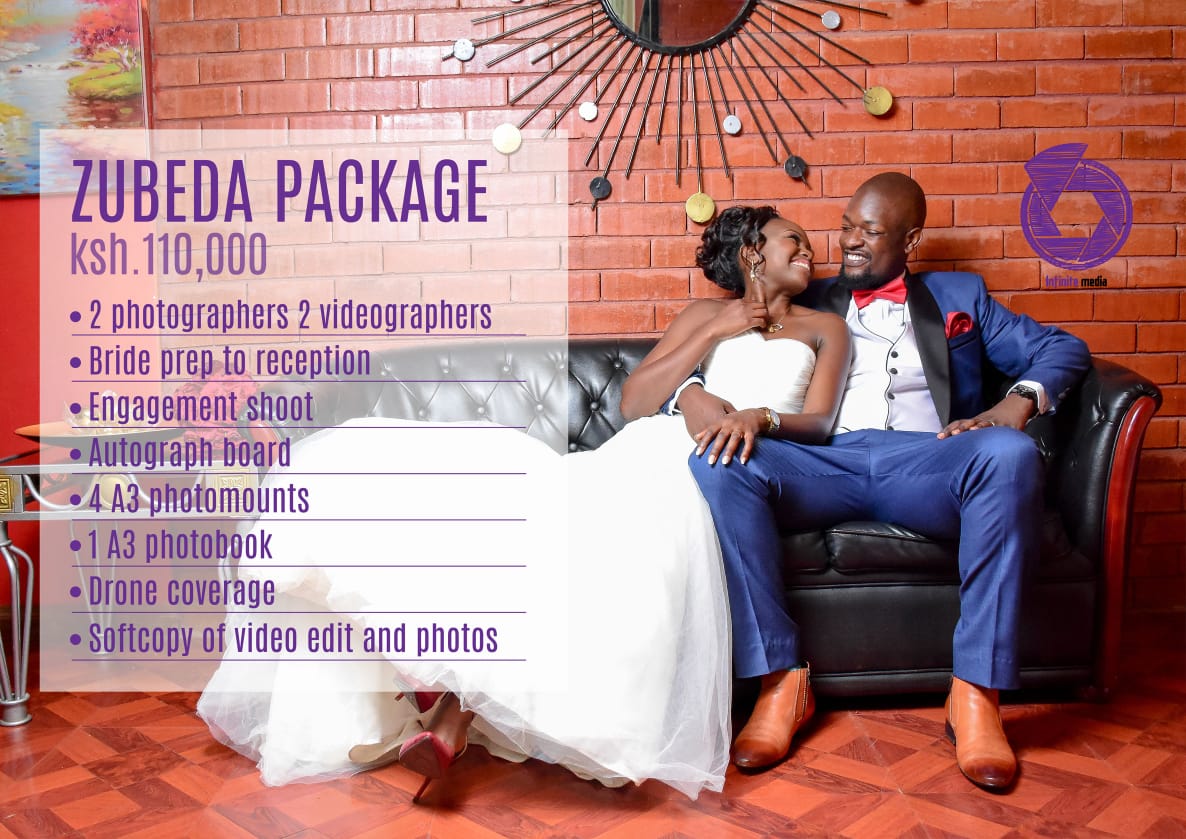 ZUBEDA PACKAGE
ksh.110,000
• 2 photographers 2 videographers
• Bride prep to reception
• Engagement shoot
• Autograph board
• 4 A3 photomounts
• 1 A3 photobook
• Drone coverage
• Softcopy of video edit and photos
Infinite media